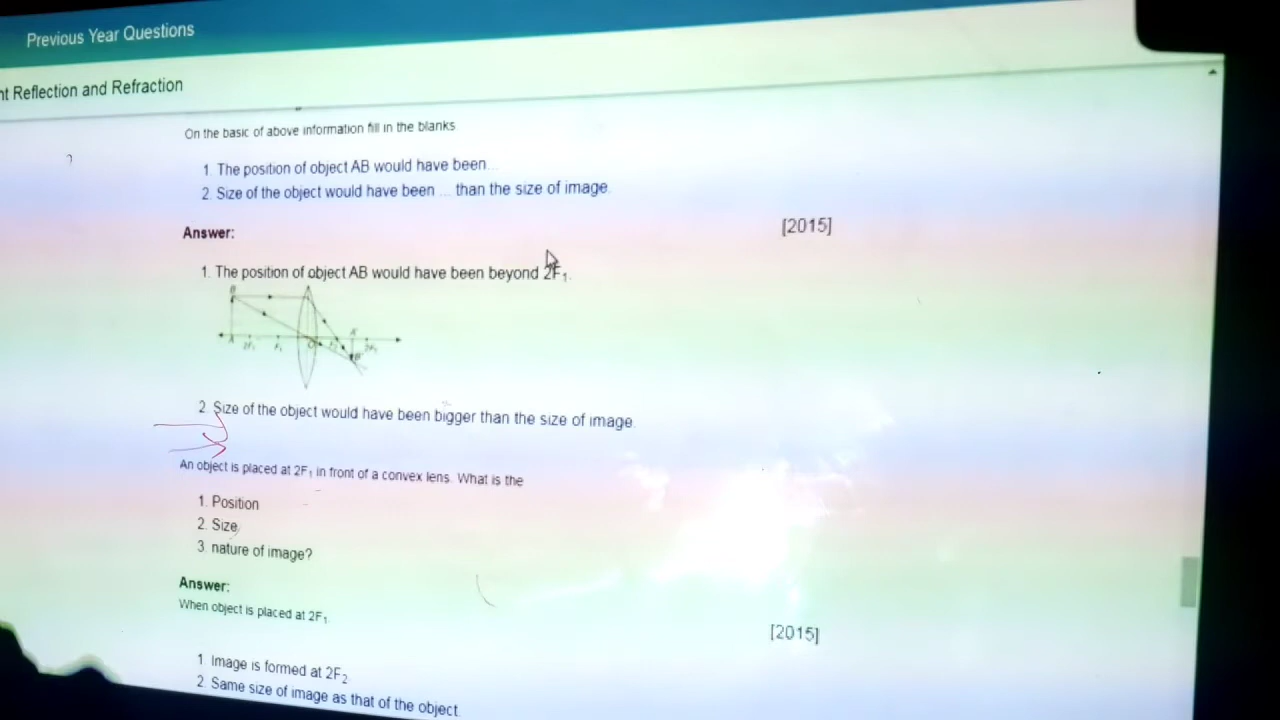 Previous Year Questions
nt Reflection and Refraction
On the basic of above information fill in the blanks
1. The position of object AB would have been...
2. Size of the object would have been ... than the size of image.
[2015]
Answer:
1. The position of object AB would have been beyond 2F₁.
2. Size of the object would have been bigger than the size of image.
An object is placed at 2F₁ in front of a convex lens. What is the
1. Position
2. Size
3. nature of image?
Answer:
When object is placed at 2F₁
[2015]
1. Image is formed at 2F₂
2. Same size of image as that of the object.